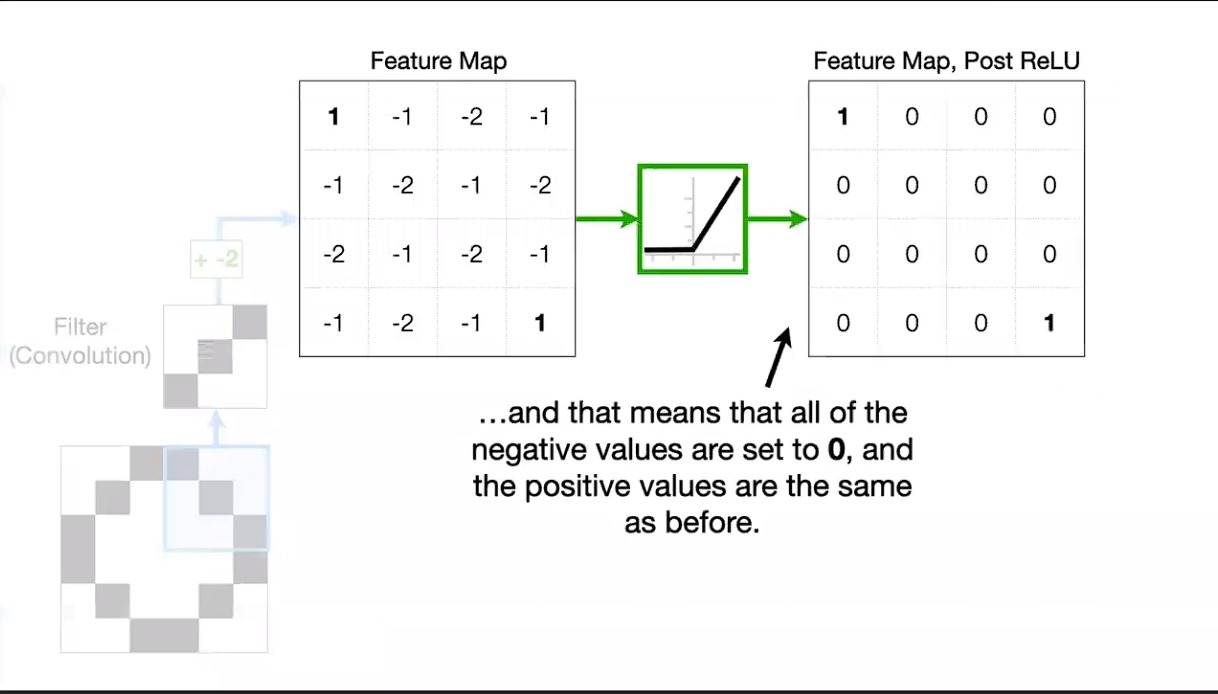 Feature Map
Feature Map, Post ReLU
1 -1 -2 -1
1 0 0 0
-1 -2 -1 -2
0 0 0 0
+ -2
-2 -1 -2 -1
0 0 0 0
Filter
(Convolution)
-1 -2 -1 1
0 0 0 1
...and that means that all of the
negative values are set to 0, and
the positive values are the same
as before.